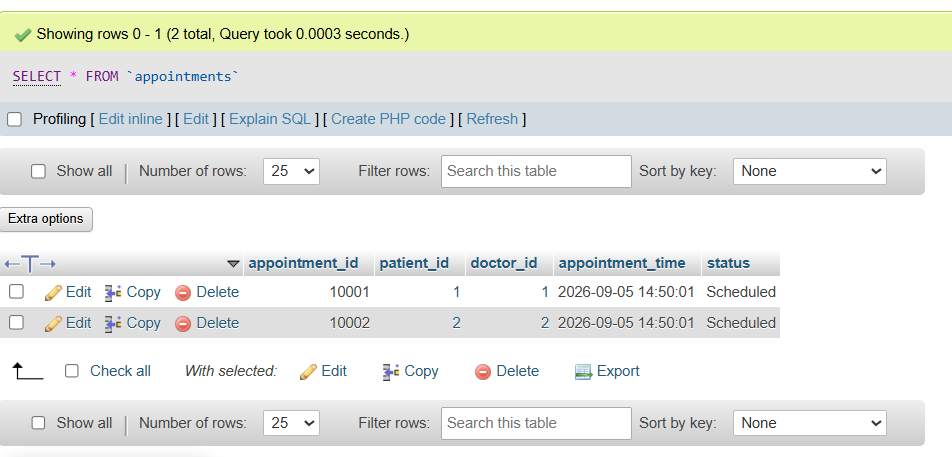 Showing rows 0 - 1 (2 total, Query took 0.0003 seconds.)
SELECT * FROM `appointments`
Profiling [ Edit inline ] [ Edit ] [ Explain SQL ] [ Create PHP code ] [ Refresh ]
Show all Number of rows: 25 Filter rows: Search this table Sort by key: None
Extra options
←T→ appointment_id patient_id doctor_id appointment_time status
Edit Copy Delete 10001 1 1 2026-09-05 14:50:01 Scheduled
Edit Copy Delete 10002 2 2 2026-09-05 14:50:01 Scheduled
Check all With selected: Edit Copy Delete Export
Show all Number of rows: 25 Filter rows: Search this table Sort by key: None